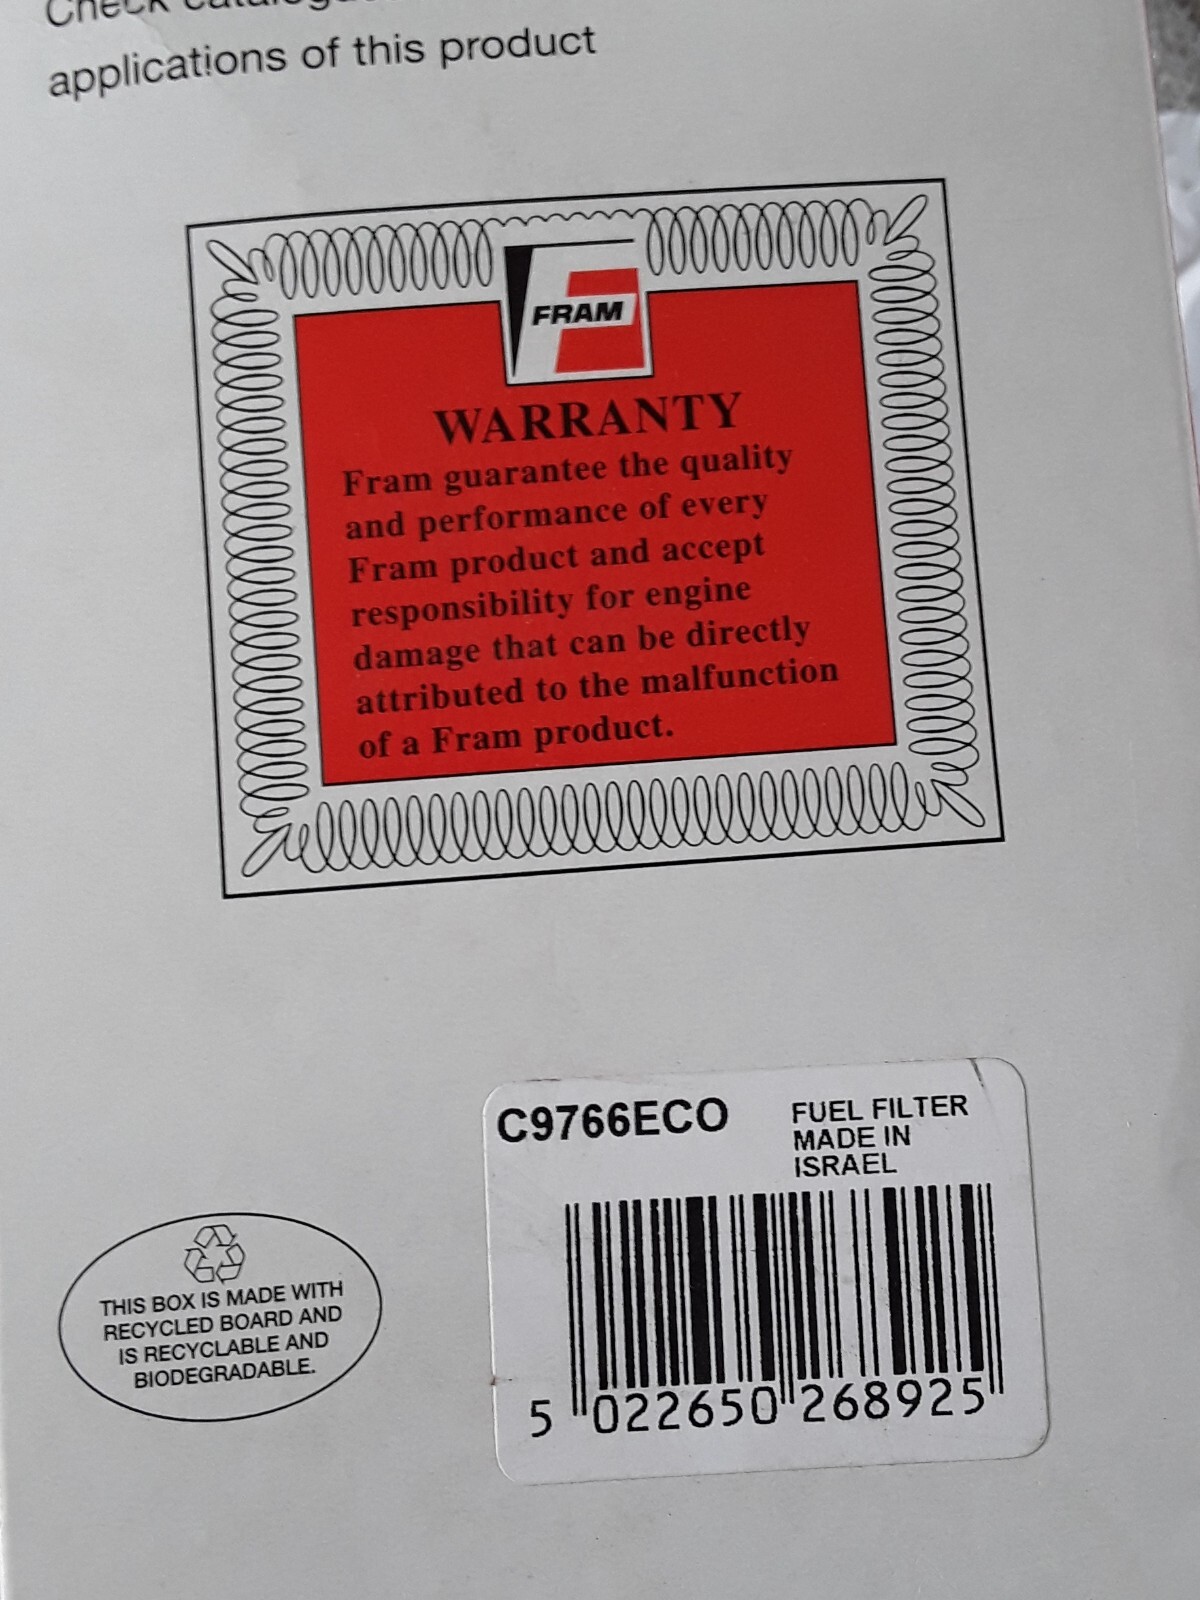 Check
applications of this product
FRAM
WARRANTY
Fram guarantee the quality
and performance of every
Fram product and accept
responsibility for engine
damage that can be directly
attributed to the malfunction
of a Fram product.
C9766ECO
FUEL FILTER
MADE IN
ISRAEL
5 022650 268925
THIS BOX IS MADE WITH
RECYCLED BOARD AND
IS RECYCLABLE AND
BIODEGRADABLE.